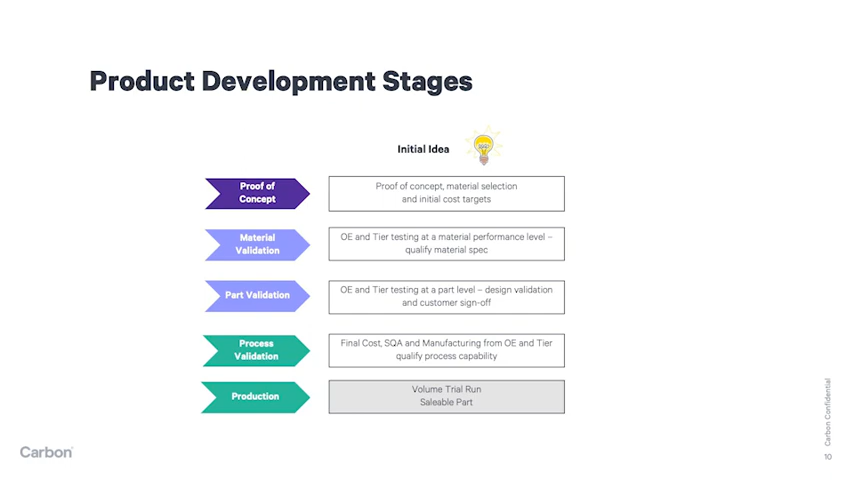 Product Development Stages
Initial Idea
Proof of
Concept
Proof of concept, material selection
and initial cost targets
Material
Validation
OE and Tier testing at a material performance level –
qualify material spec
Part Validation
OE and Tier testing at a part level – design validation
and customer sign-off
Process
Validation
Final Cost, SQA and Manufacturing from OE and Tier
qualify process capability
Production
Volume Trial Run
Saleable Part
Carbon Confidential
Carbon
10